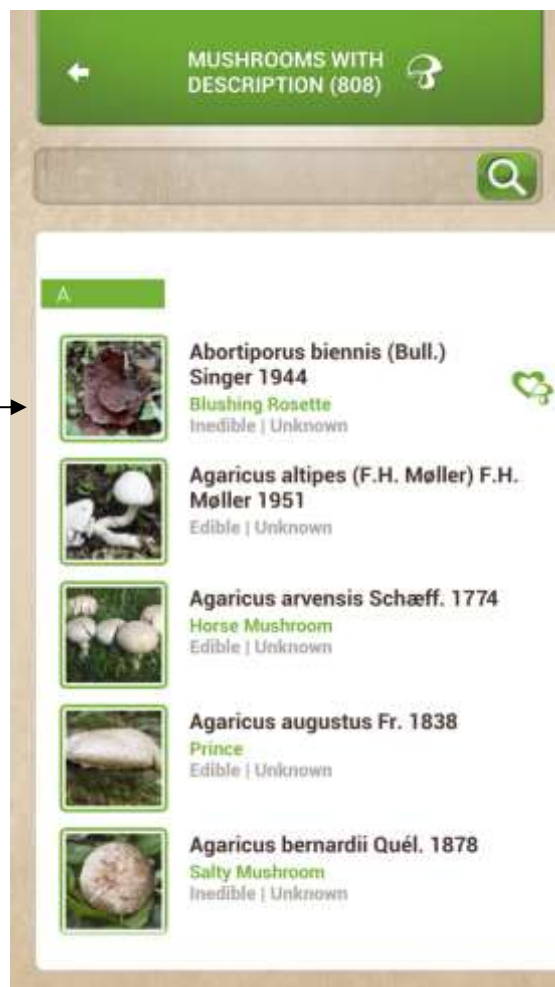 MUSHROOMS WITH
DESCRIPTION (808)
A
Abortiporus biennis (Bull.)
Singer 1944
Blushing Rosette
Inedible | Unknown
Agaricus altipes (F.H. Møller) F.H.
Møller 1951
Edible | Unknown
Agaricus arvensis Schæff. 1774
Horse Mushroom
Edible | Unknown
Agaricus augustus Fr. 1838
Prince
Edible | Unknown
Agaricus bernardii Quél. 1878
Salty Mushroom
Inedible | Unknown